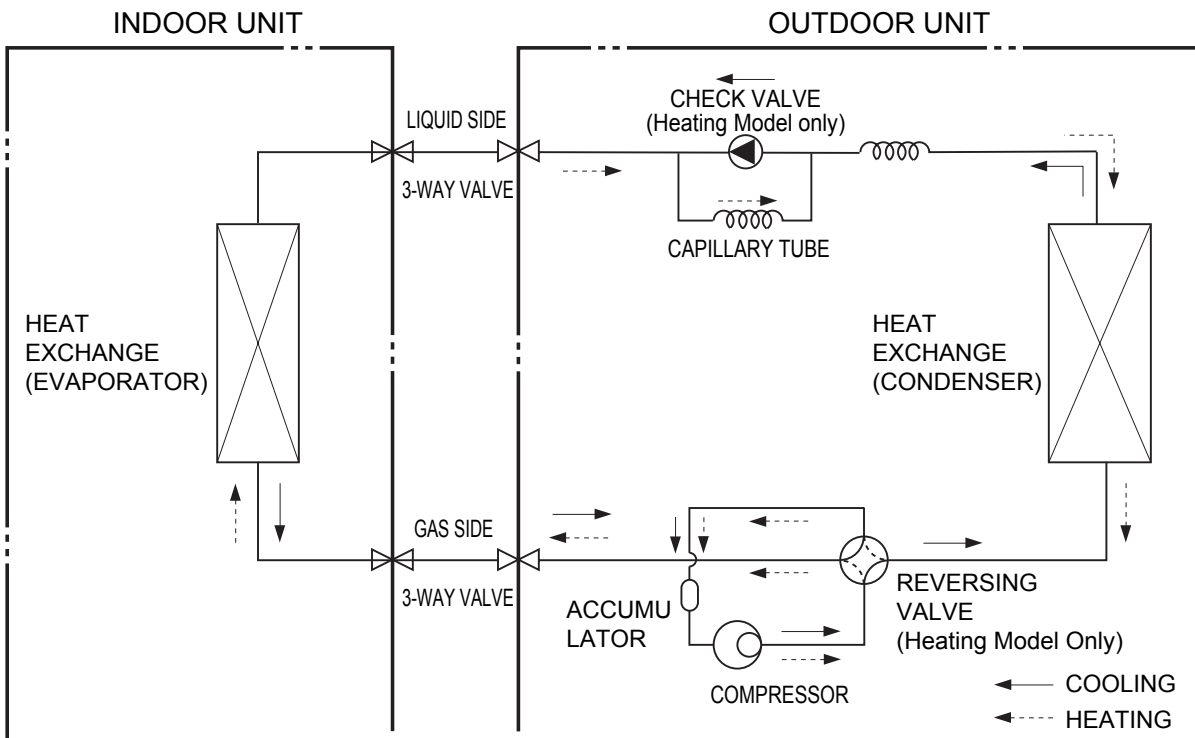 INDOOR UNIT
OUTDOOR UNIT
LIQUID SIDE
3-WAY VALVE
CHECK VALVE
(Heating Model only)
CAPILLARY TUBE
HEAT
EXCHANGE
(EVAPORATOR)
HEAT
EXCHANGE
(CONDENSER)
GAS SIDE
3-WAY VALVE
ACCUMU
LATOR
COMPRESSOR
REVERSING
VALVE
(Heating Model Only)
COOLING
HEATING